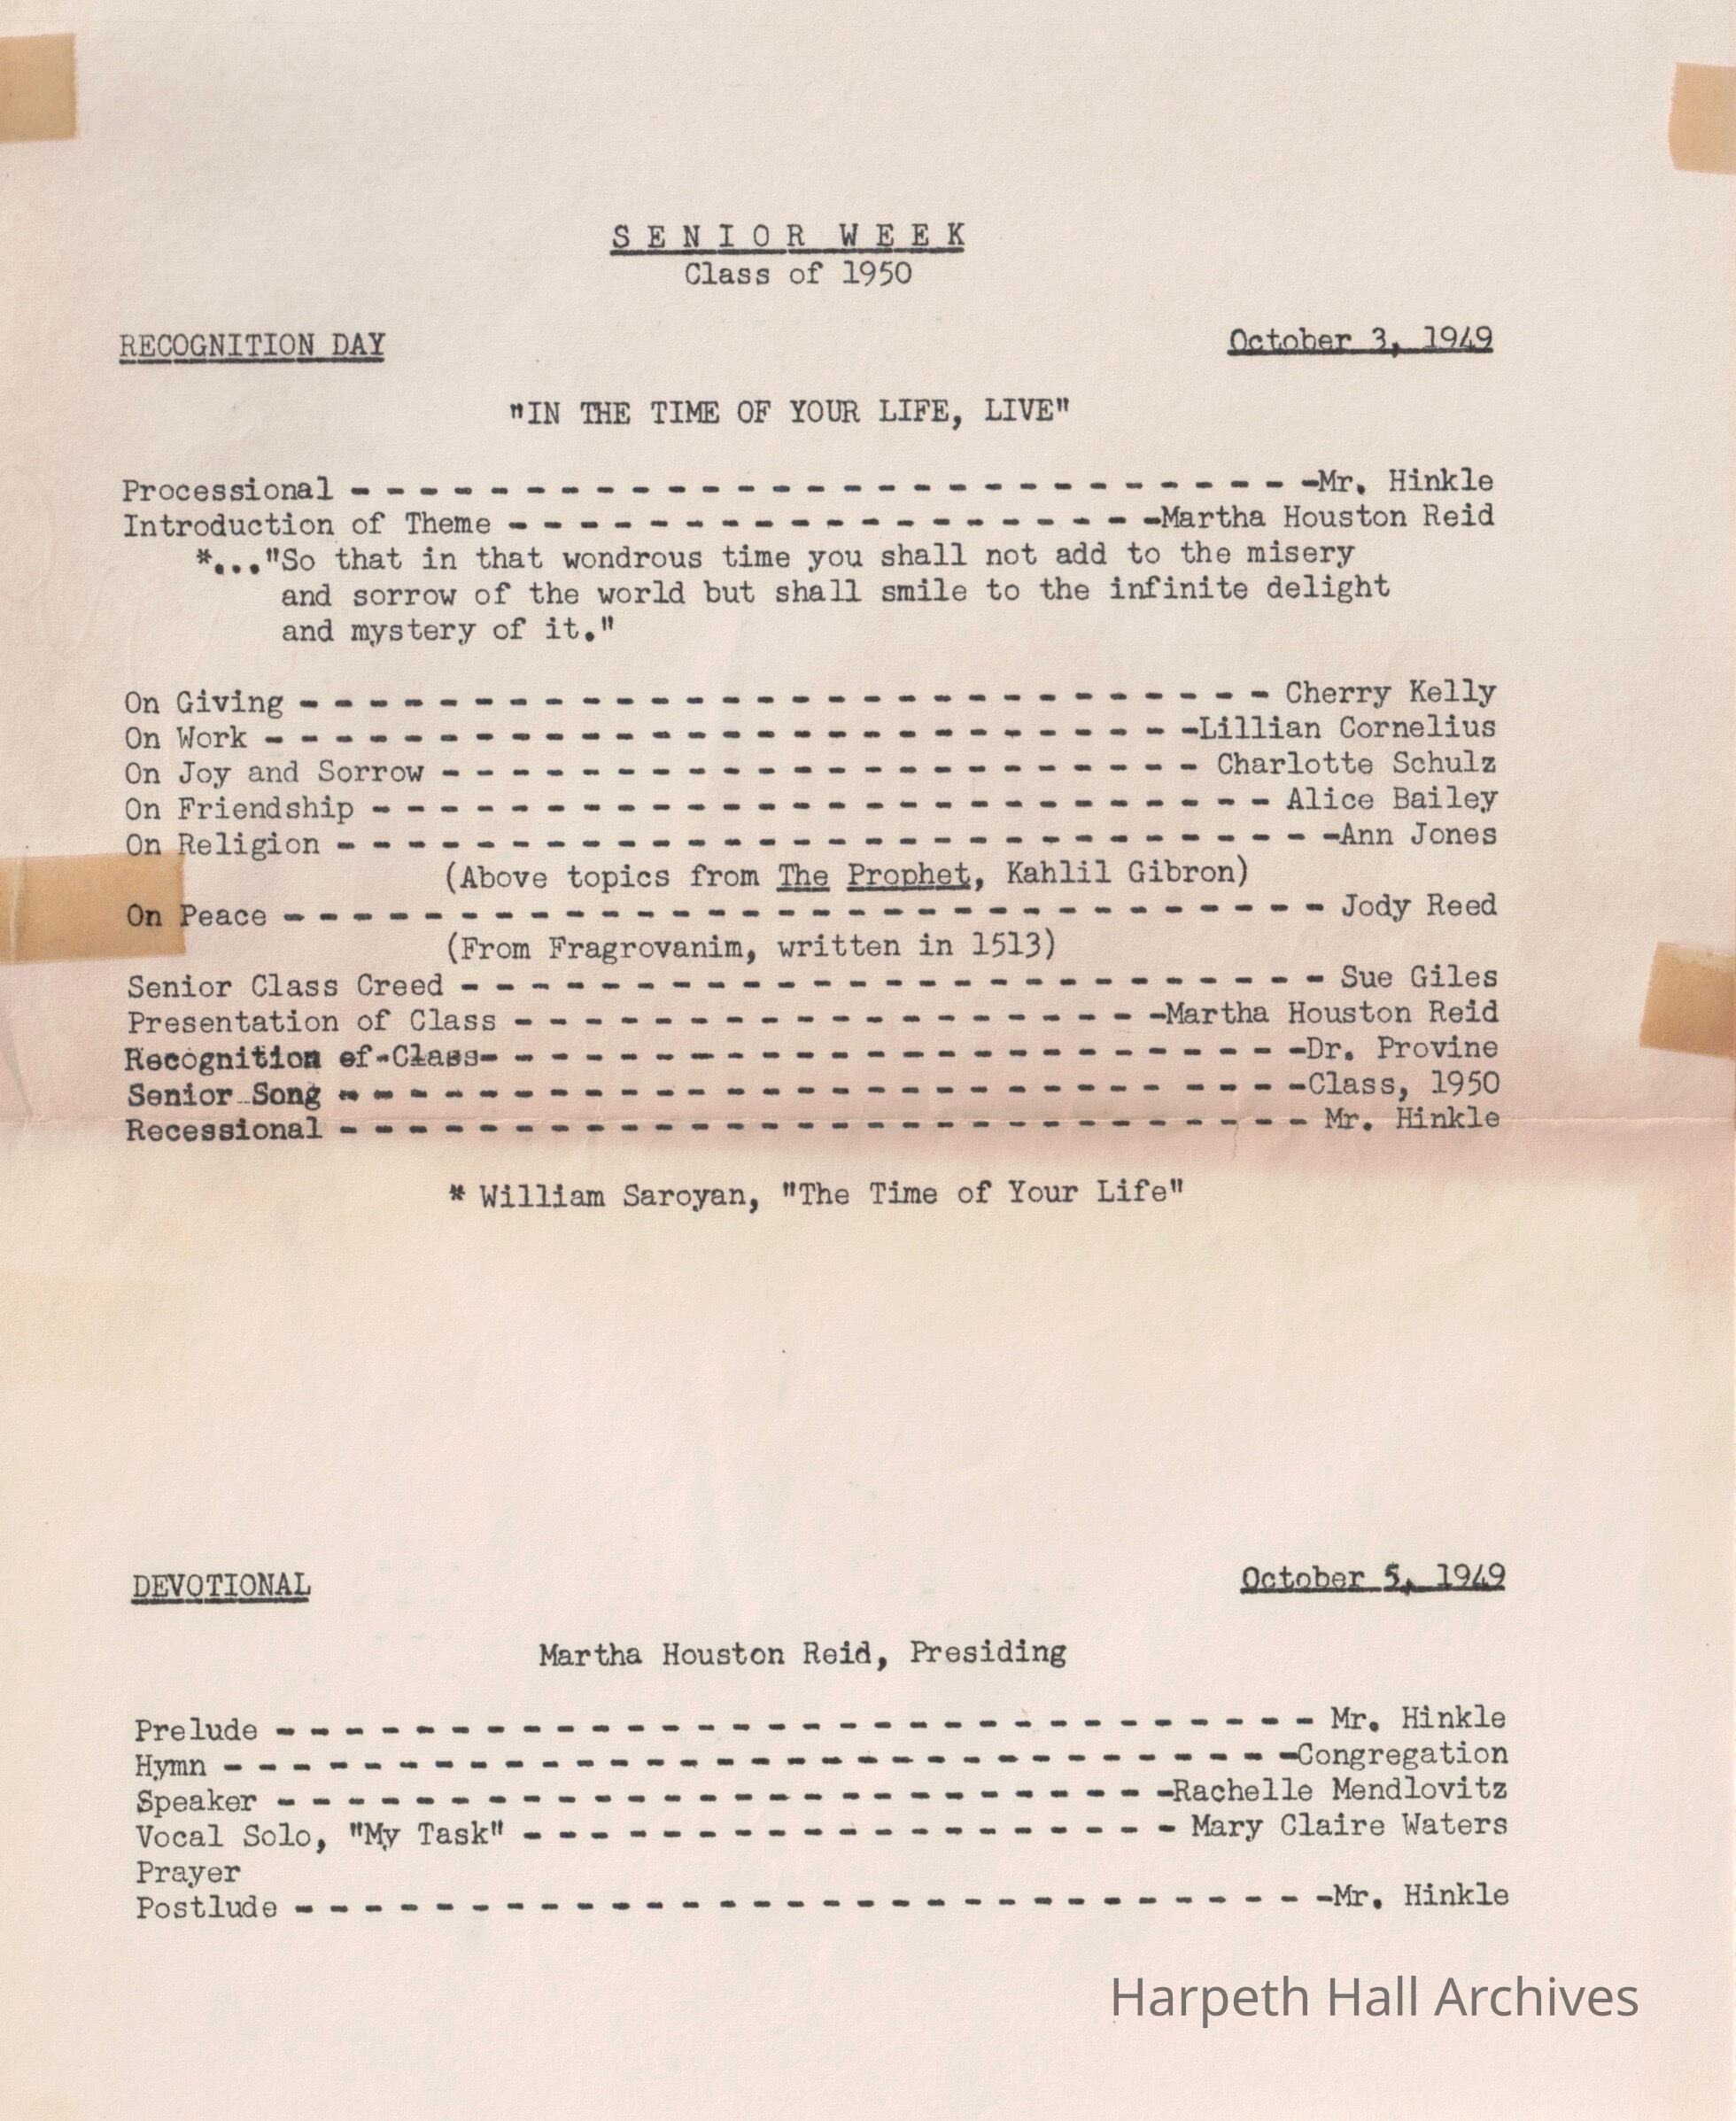 S E N I O R  W E E K
Class of 1950
RECOGNITION DAY October 3, 1949
"IN THE TIME OF YOUR LIFE, LIVE"
Processional - - - - - - - - - - - - - - - - - - - - - - - - - - - -Mr. Hinkle
Introduction of Theme - - - - - - - - - - - - - - - - - - -Martha Houston Reid
*..."So that in that wondrous time you shall not add to the misery
and sorrow of the world but shall smile to the infinite delight
and mystery of it."
On Giving - - - - - - - - - - - - - - - - - - - - - - - - - - - - Cherry Kelly
On Work - - - - - - - - - - - - - - - - - - - - - - - - - - -Lillian Cornelius
On Joy and Sorrow - - - - - - - - - - - - - - - - - - - - - - Charlotte Schulz
On Friendship - - - - - - - - - - - - - - - - - - - - - - - - - - Alice Bailey
On Religion - - - - - - - - - - - - - - - - - - - - - - - - - - - - -Ann Jones
(Above topics from The Prophet, Kahlil Gibron)
On Peace - - - - - - - - - - - - - - - - - - - - - - - - - - - - - - Jody Reed
(From Fragrovanim, written in 1513)
Senior Class Creed - - - - - - - - - - - - - - - - - - - - - - - - - Sue Giles
Presentation of Class - - - - - - - - - - - - - - - - - - -Martha Houston Reid
Recognition of-Class- - - - - - - - - - - - - - - - - - - - - - - -Dr. Provine
Senior Song - - - - - - - - - - - - - - - - - - - - - - - - - - - -Class, 1950
Recessional - - - - - - - - - - - - - - - - - - - - - - - - - - - - Mr. Hinkle
* William Saroyan, "The Time of Your Life"
DEVOTIONAL October 5, 1949
Martha Houston Reid, Presiding
Prelude - - - - - - - - - - - - - - - - - - - - - - - - - - - - - - Mr. Hinkle
Hymn - - - - - - - - - - - - - - - - - - - - - - - - - - - - - - -Congregation
Speaker - - - - - - - - - - - - - - - - - - - - - - - - - -Rachelle Mendlovitz
Vocal Solo, "My Task" - - - - - - - - - - - - - - - - - - - Mary Claire Waters
Prayer
Postlude - - - - - - - - - - - - - - - - - - - - - - - - - - - - - -Mr. Hinkle
Harpeth Hall Archives